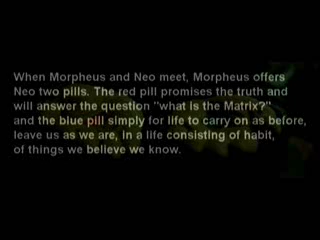 When Morpheus and Neo meet, Morpheus offers
Neo two pills. The red pill promises the truth and
will answer the question "what is the Matrix?"
and the blue pill simply for life to carry on as before,
leave us as we are, in a life consisting of habit,
of things we believe we know.